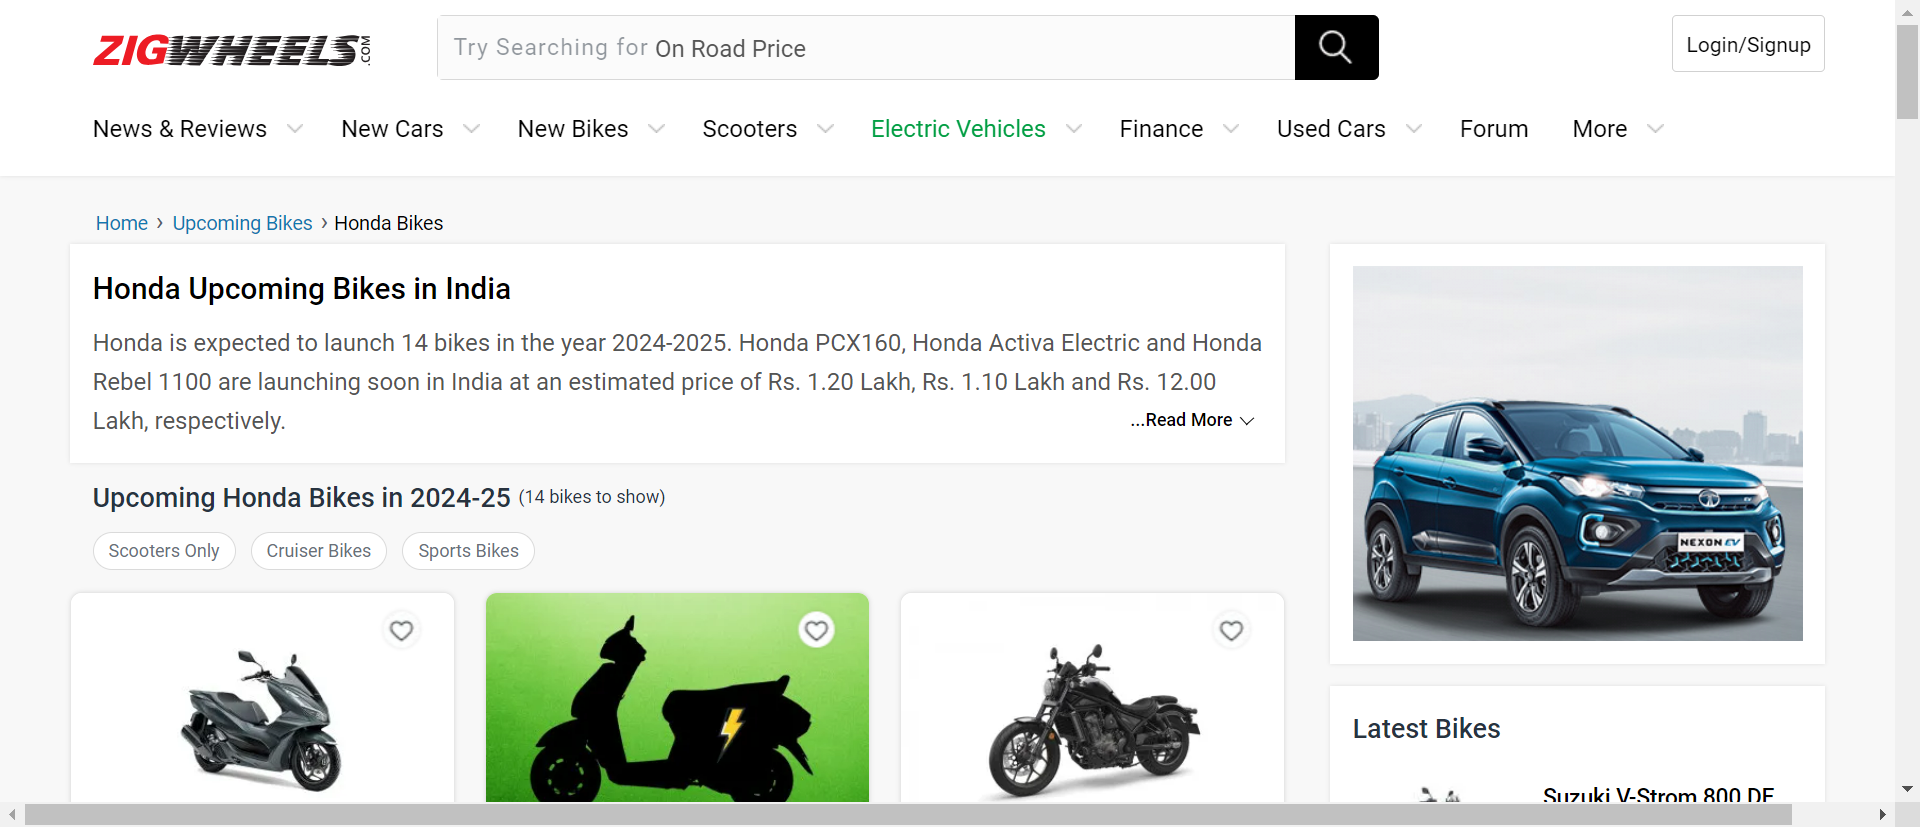 ZIGWHEELS.COM
Try Searching for On Road Price
Login/Signup
News & Reviews
New Cars
New Bikes
Scooters
Electric Vehicles
Finance
Used Cars
Forum
More
Home › Upcoming Bikes › Honda Bikes
Honda Upcoming Bikes in India
Honda is expected to launch 14 bikes in the year 2024-2025. Honda PCX160, Honda Activa Electric and Honda
Rebel 1100 are launching soon in India at an estimated price of Rs. 1.20 Lakh, Rs. 1.10 Lakh and Rs. 12.00
Lakh, respectively.
...Read More
Upcoming Honda Bikes in 2024-25 (14 bikes to show)
Scooters Only
Cruiser Bikes
Sports Bikes
NEXON EV
Latest Bikes
Suzuki V-Strom 800 DE